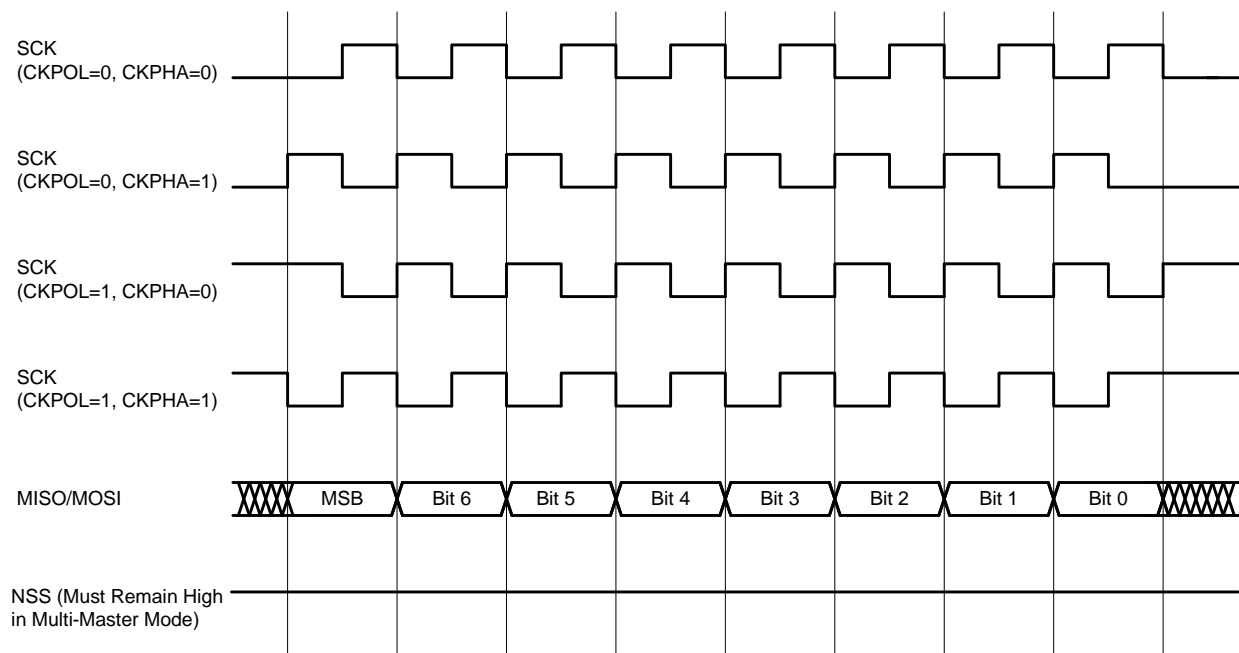 SCK
(CKPOL=0, CKPHA=0)
SCK
(CKPOL=0, CKPHA=1)
SCK
(CKPOL=1, CKPHA=0)
SCK
(CKPOL=1, CKPHA=1)
MISO/MOSI
MSB
Bit 6
Bit 5
Bit 4
Bit 3
Bit 2
Bit 1
Bit 0
NSS (Must Remain High
in Multi-Master Mode)